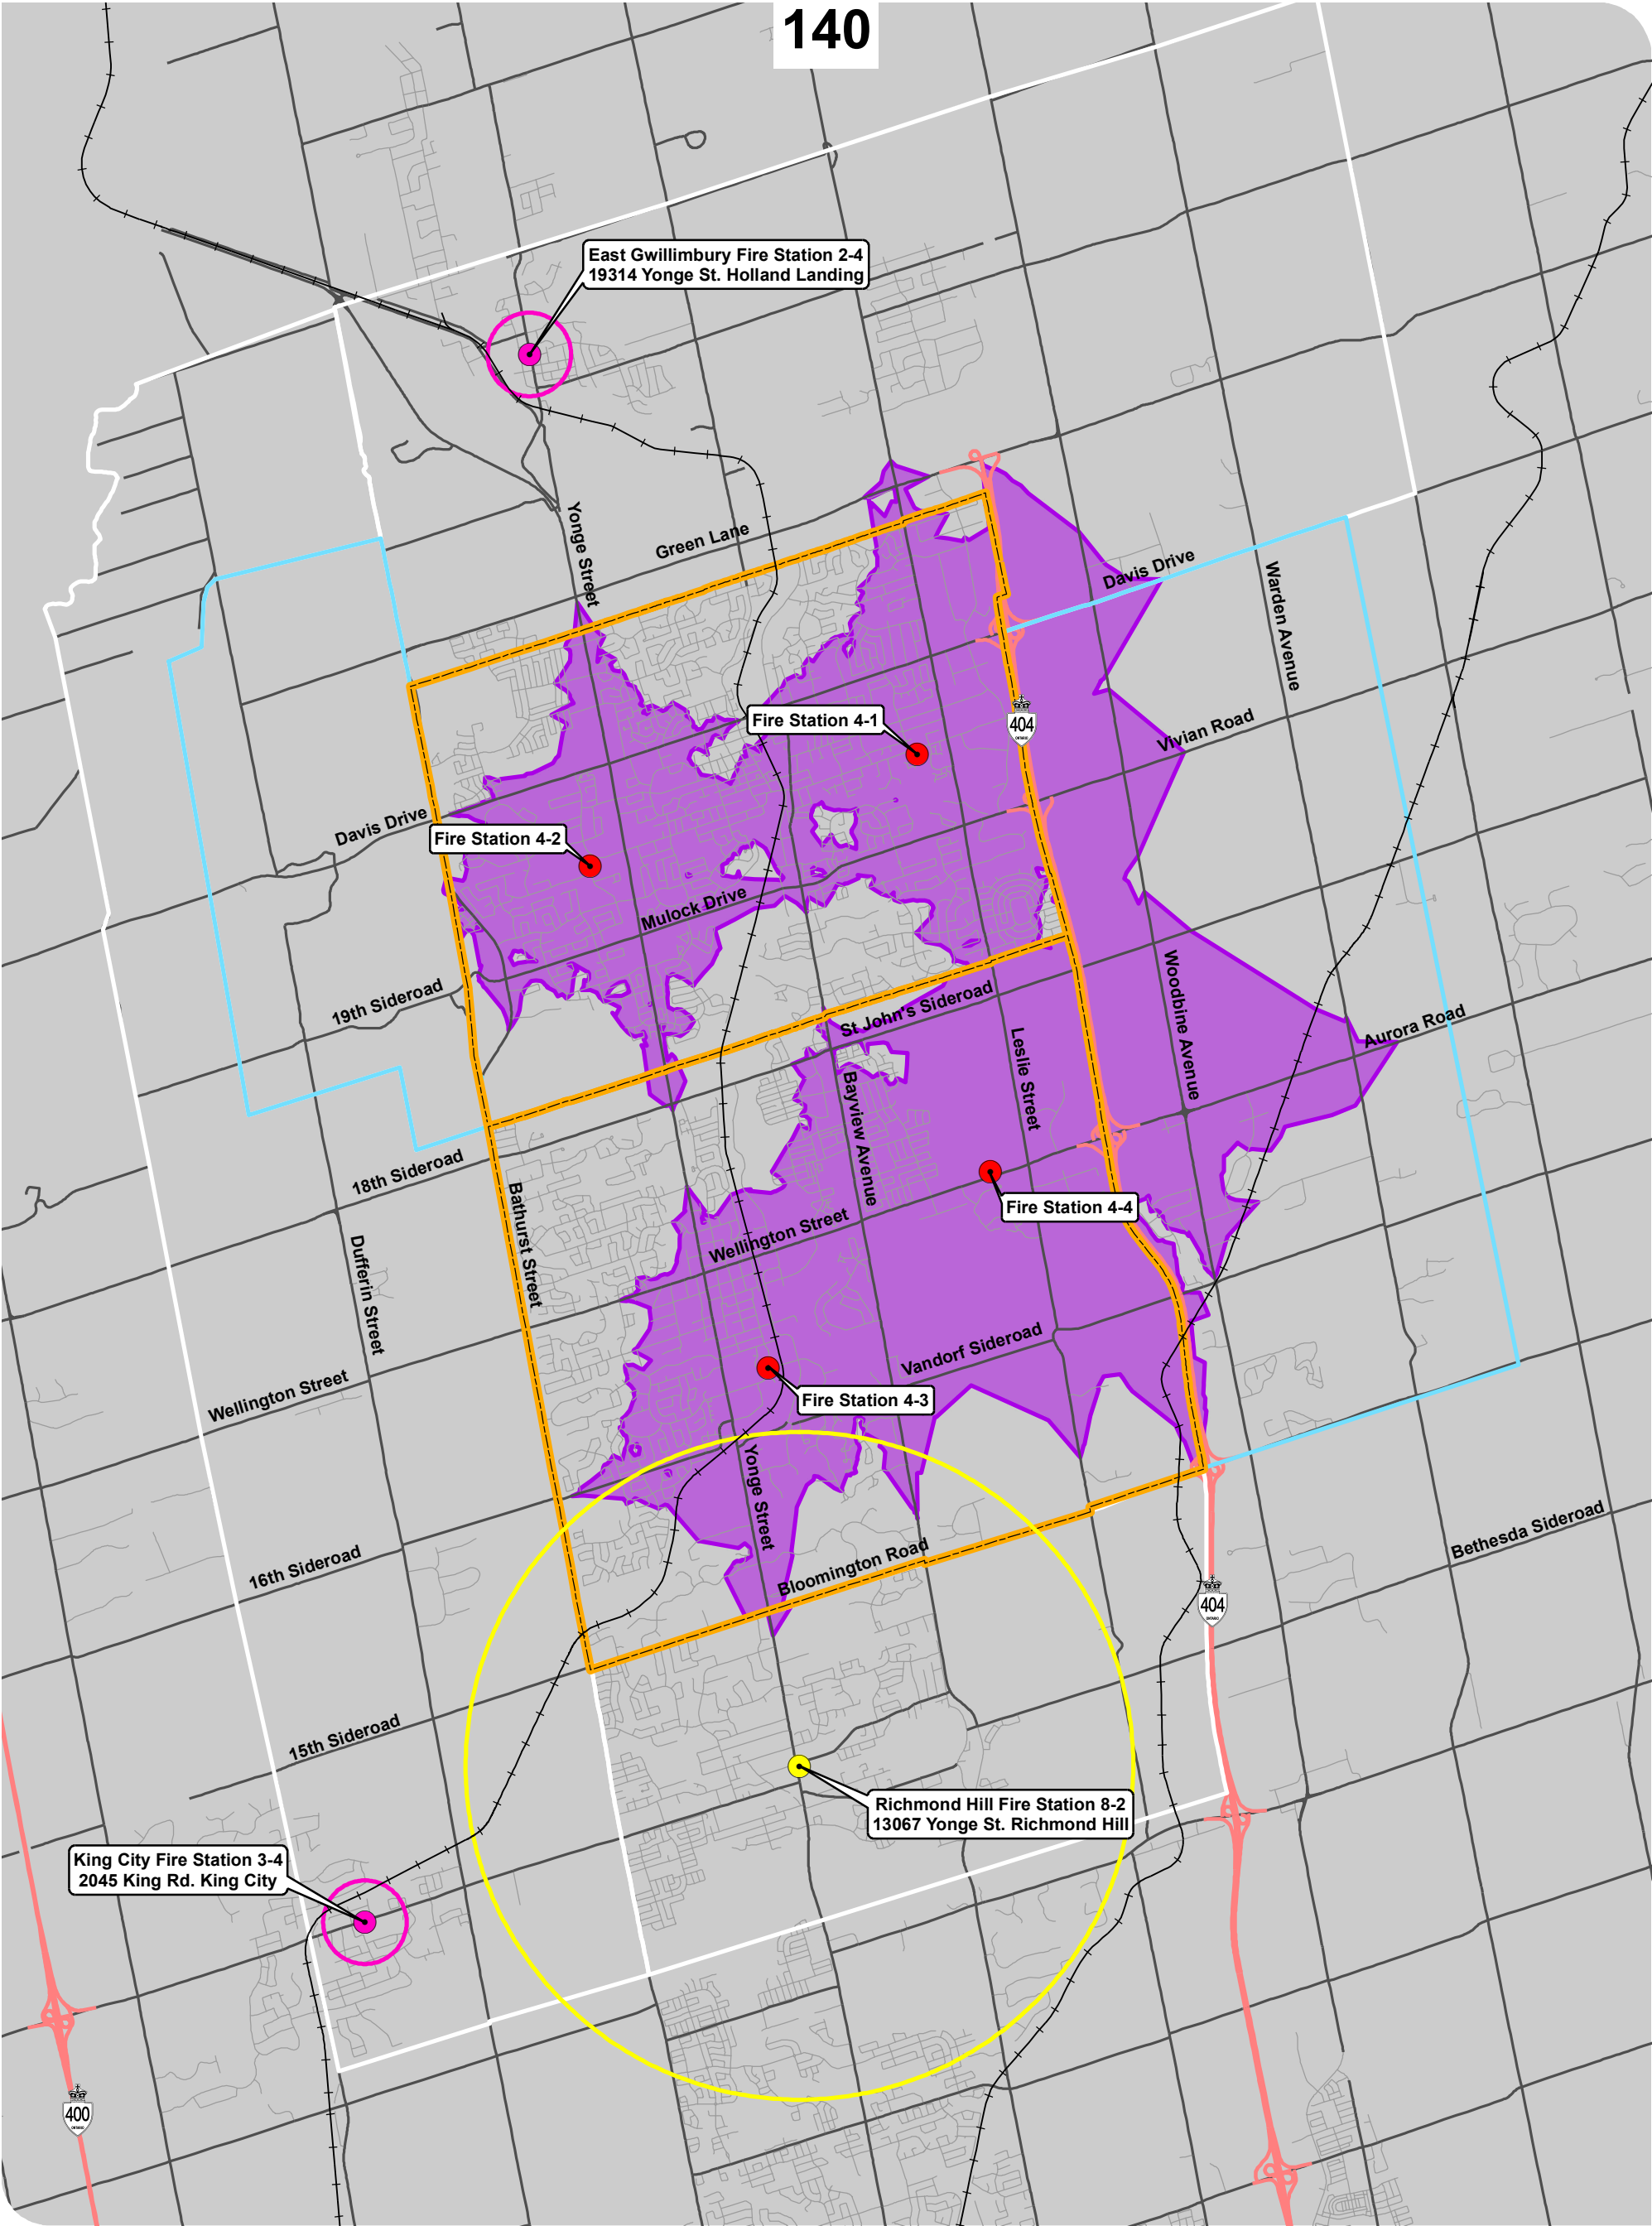 140
East Gwillimbury Fire Station 2-4
19314 Yonge St. Holland Landing
Yonge Street
Green Lane
Davis Drive
Warden Avenue
Fire Station 4-1
404
ONTARIO
Vivian Road
Davis Drive
Fire Station 4-2
Mulock Drive
19th Sideroad
St John's Sideroad
Woodbine Avenue
Aurora Road
Leslie Street
Bayview Avenue
18th Sideroad
Bathurst Street
Fire Station 4-4
Wellington Street
Dufferin Street
Vandorf Sideroad
Wellington Street
Fire Station 4-3
Yonge Street
Bethesda Sideroad
16th Sideroad
Bloomington Road
404
ONTARIO
15th Sideroad
Richmond Hill Fire Station 8-2
13067 Yonge St. Richmond Hill
King City Fire Station 3-4
2045 King Rd. King City
400
ONTARIO